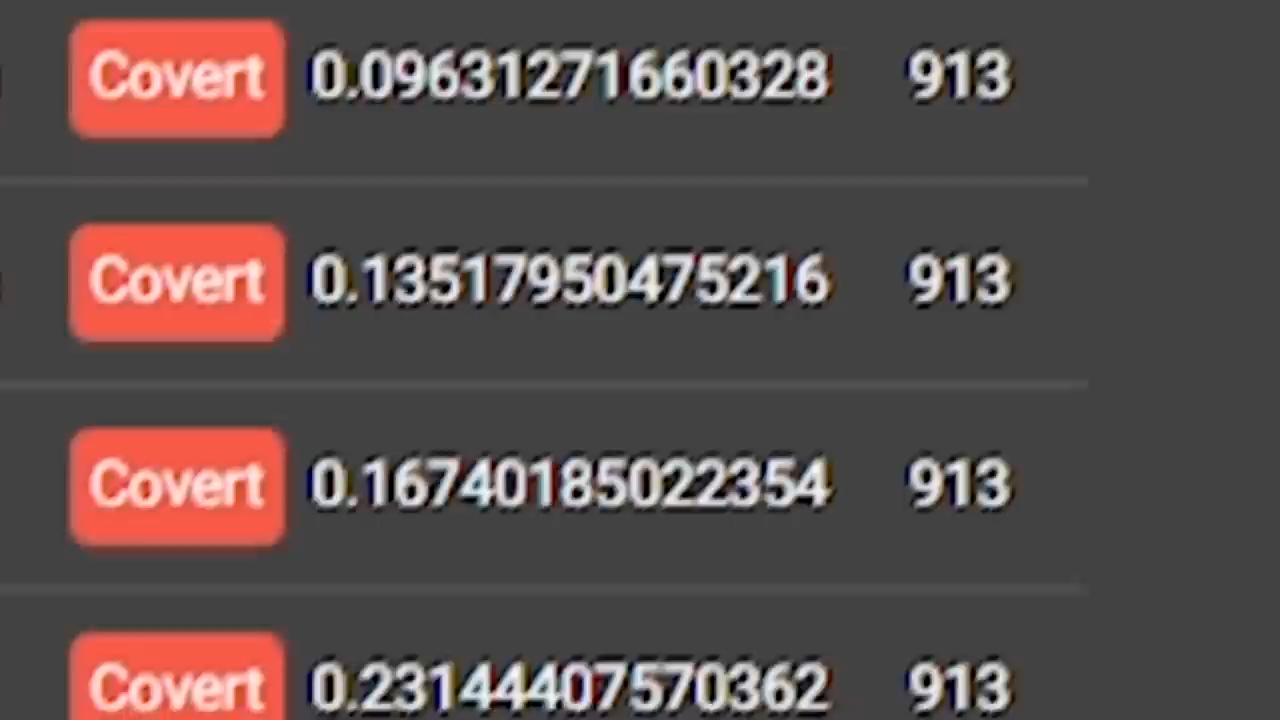 Covert 0.09631271660328 913
Covert 0.13517950475216 913
Covert 0.16740185022354 913
Covert 0.23144407570362 913